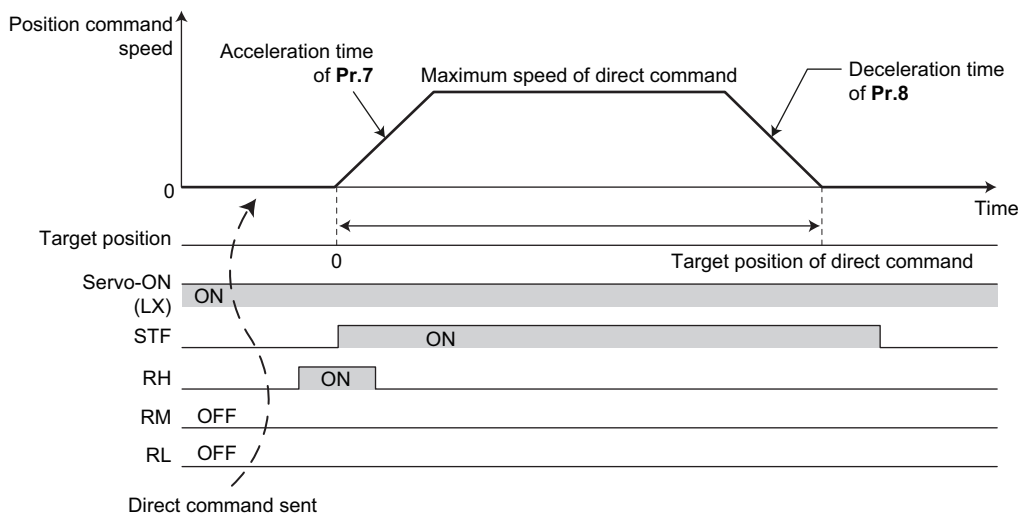 Position command
speed
Acceleration time
of Pr.7
Maximum speed of direct command
Deceleration time
of Pr.8
0
Time
Target position
0
Target position of direct command
Servo-ON
(LX)
ON
STF
ON
RH
ON
RM
OFF
RL
OFF
Direct command sent